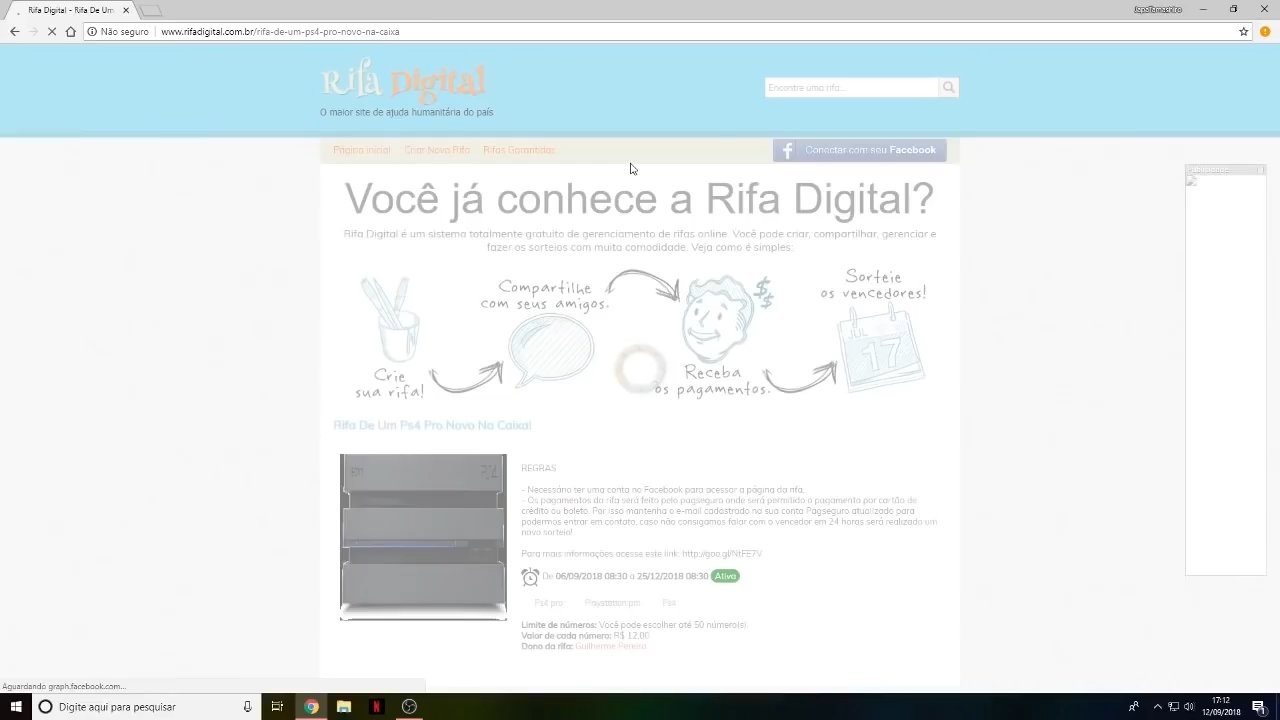 Rifa Digital - Rifa De Um
Não seguro
www.rifadigital.com.br/rifa-de-um-ps4-pro-novo-na-caixa
Rifa Digital
O maior site de ajuda humanitária do país
Encontre uma rifa...
Página inicial Criar Nova Rifa Rifas Garantidas
Conectar com seu Facebook
Você já conhece a Rifa Digital?
Rifa Digital é um sistema totalmente gratuito de gerenciamento de rifas online. Você pode criar, compartilhar, gerenciar e
fazer os sorteios com muita comodidade. Veja como é simples:
Crie
sua rifa!
Compartilhe
com seus amigos.
$$
Receba
os pagamentos.
Sorteie
os vencedores!
JUL
17
Rifa De Um Ps4 Pro Novo Na Caixa!
REGRAS
- Necessário ter uma conta no Facebook para acessar a página da rifa.
- Os pagamentos da rifa será feito pelo pagseguro onde será permitido o pagamento por cartão de
crédito ou boleto. Por isso mantenha o e-mail cadastrado na sua conta Pagseguro atualizado para
podermos entrar em contato, caso não consigamos falar com o vencedor em 24 horas será realizado um
novo sorteio!
Para mais informações acesse este link: http://goo.gl/NtFE7V
De 06/09/2018 08:30 a 25/12/2018 08:30 Ativa
Ps4 pro Playstation pro Ps4
Limite de números: Você pode escolher até 50 número(s)
Valor de cada número: R$ 12,00
Dono da rifa: Guilherme Pereira
Aguardando graph.facebook.com...
Digite aqui para pesquisar
17:12
12/09/2018